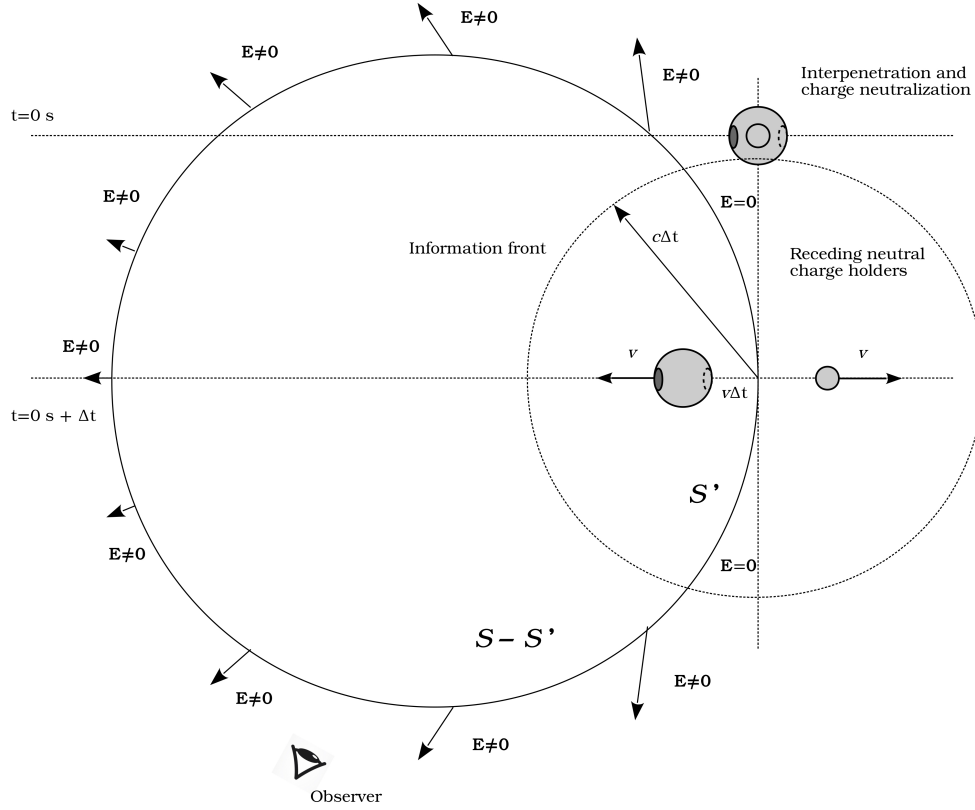 E≠0
E≠0
E≠0
Interpenetration and
charge neutralization
t=0 s
E≠0
E=0
cΔt
Information front
Receding neutral
charge holders
E≠0
v
v
vΔt
t=0 s + Δt
S'
E≠0
E=0
S – S'
E≠0
E≠0
E≠0
Observer